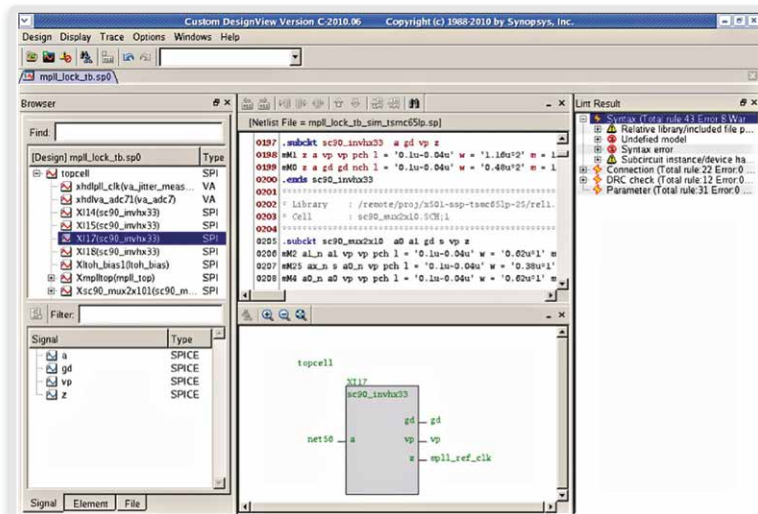 Custom DesignView Version C-2010.06 Copyright (c) 1988-2010 by Synopsys, Inc.
Design Display Trace Options Windows Help
mpll_lock_tb.sp0
Browser
Find:
[Design] mpll_lock_tb.sp0 Type
topcell SPI
xhdlpll_clk(va_jitter_meas... VA
xhdlva_adc71(va_adc7) VA
XI14(sc90_invhx33) SPI
XI15(sc90_invhx33) SPI
XI17(sc90_invhx33) SPI
XI18(sc90_invhx33) SPI
Xltoh_bias1(ltoh_bias) SPI
Xmplltop(mpll_top) SPI
Xsc90_mux2x101(sc90_m... SPI
Filter:
Signal Type
a SPICE
gd SPICE
vp SPICE
z SPICE
Signal Element File
[Netlist File = mpll_lock_tb_sim_tsmc65lp.sp]
0197 .subckt sc90_invhx33 a gd vp z
0198 mM1 z a vp vp pch l = '0.1u-0.04u' w = '1.16u*2' m = 1
0199 mM0 z a gd gd nch l = '0.1u-0.04u' w = '0.48u*2' m = 1
0200 .ends sc90_invhx33
0201
0202 * Library : /remote/proj/x501-ssp-tsmc65lp-25/rel1.
0203 * Cell : sc90_mux2x10.SCH;1
0204
0205 .subckt sc90_mux2x10 a0 a1 gd s vp z
0206 mM2 a1_n a1 vp vp pch l = '0.1u-0.04u' w = '0.62u*1' m
0207 mM25 ax_n s a0_n vp pch l = '0.1u-0.04u' w = '0.38u*1'
0208 mM4 a0_n a0 vp vp pch l = '0.1u-0.04u' w = '0.62u*1' m
topcell
XI17
sc90_invhx33
gd gd
net56 a vp vp
z mpll_ref_clk
Lint Result
Syntax (Total rule:43 Error:8 War
Relative library/included file p...
Undefined model
Syntax error
Subcircuit instance/device ha...
Connection (Total rule:22 Error:0 ...
DRC check (Total rule:12 Error:0...
Parameter (Total rule:31 Error:0 ...